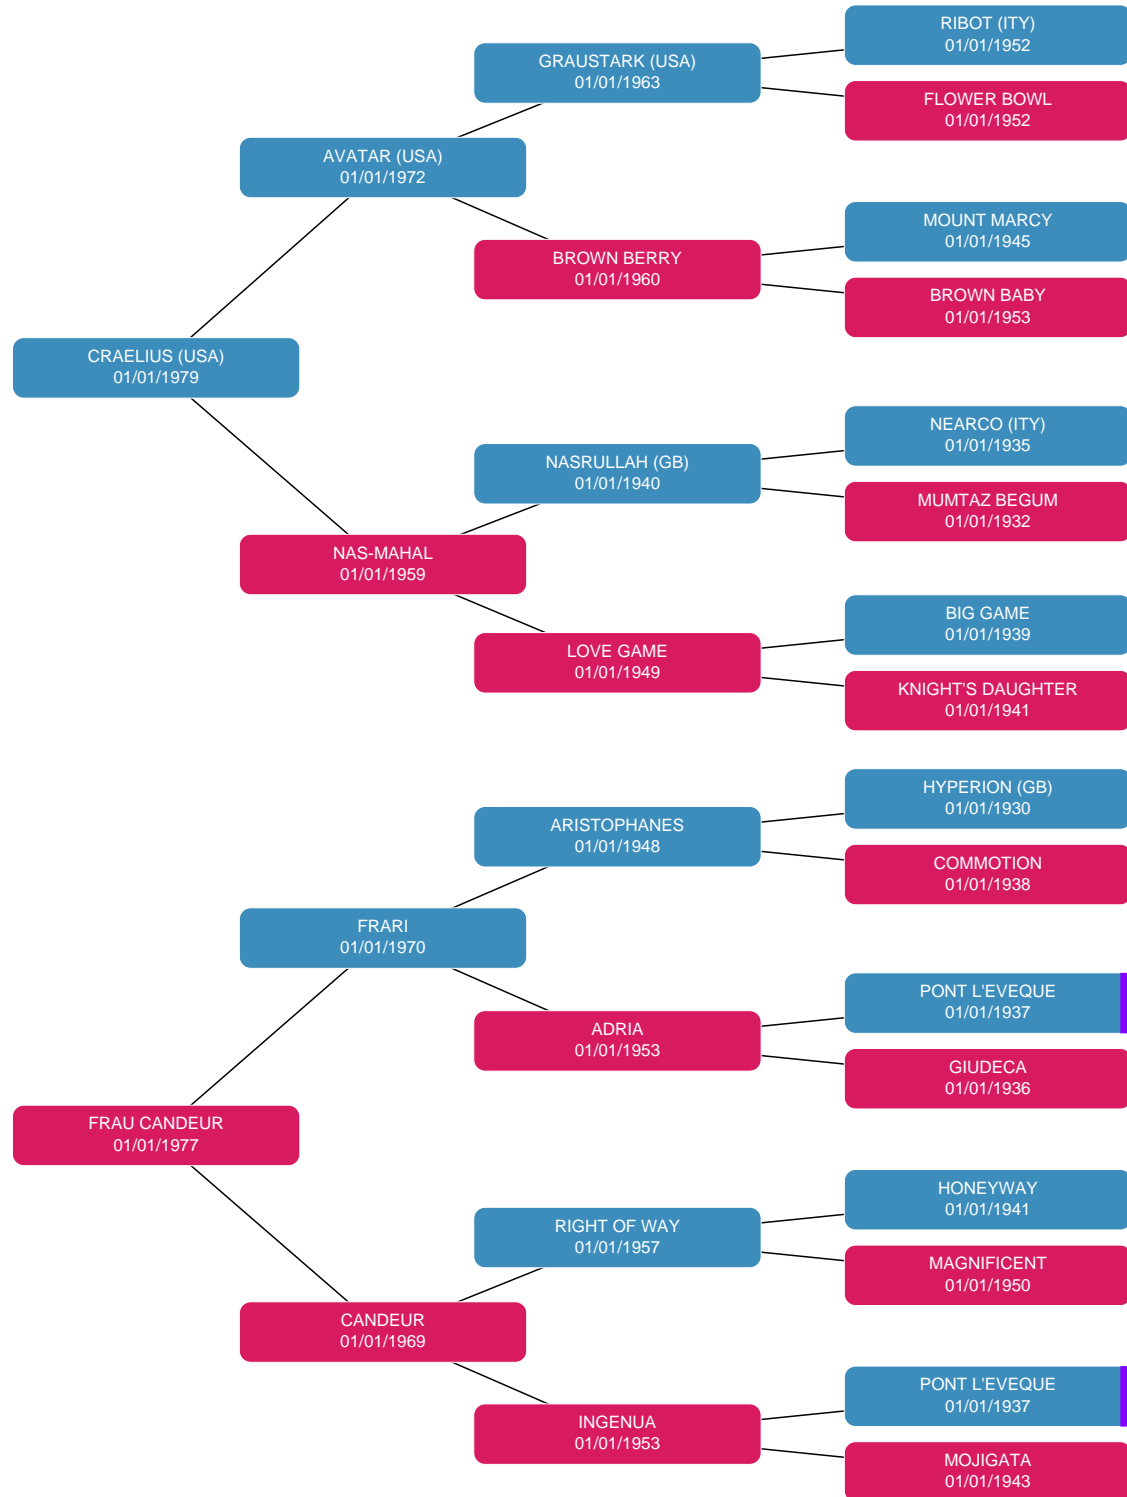 RIBOT (ITY)
01/01/1952
GRAUSTARK (USA)
01/01/1963
FLOWER BOWL
01/01/1952
AVATAR (USA)
01/01/1972
MOUNT MARCY
01/01/1945
BROWN BERRY
01/01/1960
BROWN BABY
01/01/1953
CRAELIUS (USA)
01/01/1979
NEARCO (ITY)
01/01/1935
NASRULLAH (GB)
01/01/1940
MUMTAZ BEGUM
01/01/1932
NAS-MAHAL
01/01/1959
BIG GAME
01/01/1939
LOVE GAME
01/01/1949
KNIGHT'S DAUGHTER
01/01/1941
HYPERION (GB)
01/01/1930
ARISTOPHANES
01/01/1948
COMMOTION
01/01/1938
FRARI
01/01/1970
PONT L'EVEQUE
01/01/1937
ADRIA
01/01/1953
GIUDECA
01/01/1936
FRAU CANDEUR
01/01/1977
HONEYWAY
01/01/1941
RIGHT OF WAY
01/01/1957
MAGNIFICENT
01/01/1950
CANDEUR
01/01/1969
PONT L'EVEQUE
01/01/1937
INGENUA
01/01/1953
MOJIGATA
01/01/1943